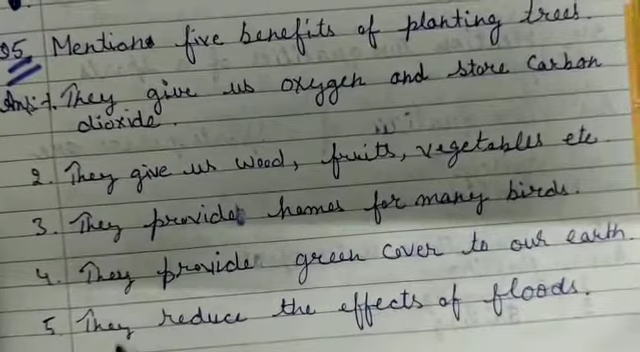 Q5. Mention five benefits of planting trees.
Ans:- 1. They give us oxygen and store Carbon
dioxide.
2. They give us wood, fruits, vegetables etc
3. They provide homes for many birds.
4. They provide green cover to our earth.
5. They reduce the effects of floods.